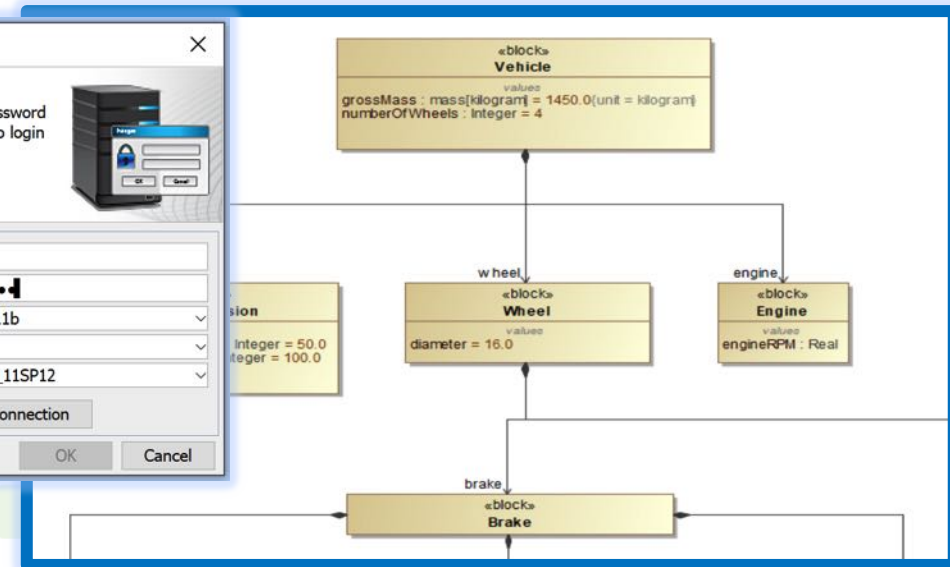 ssword
o login
OK
Cancel
1b
_11SP12
onnection
OK
Cancel
«block»
Vehicle
values
grossMass : mass[kilogram] = 1450.0{unit = kilogram}
numberOfWheels : Integer = 4
sion
Integer = 50.0
teger = 100.0
wheel
«block»
Wheel
values
diameter = 16.0
engine
«block»
Engine
values
engineRPM : Real
brake
«block»
Brake